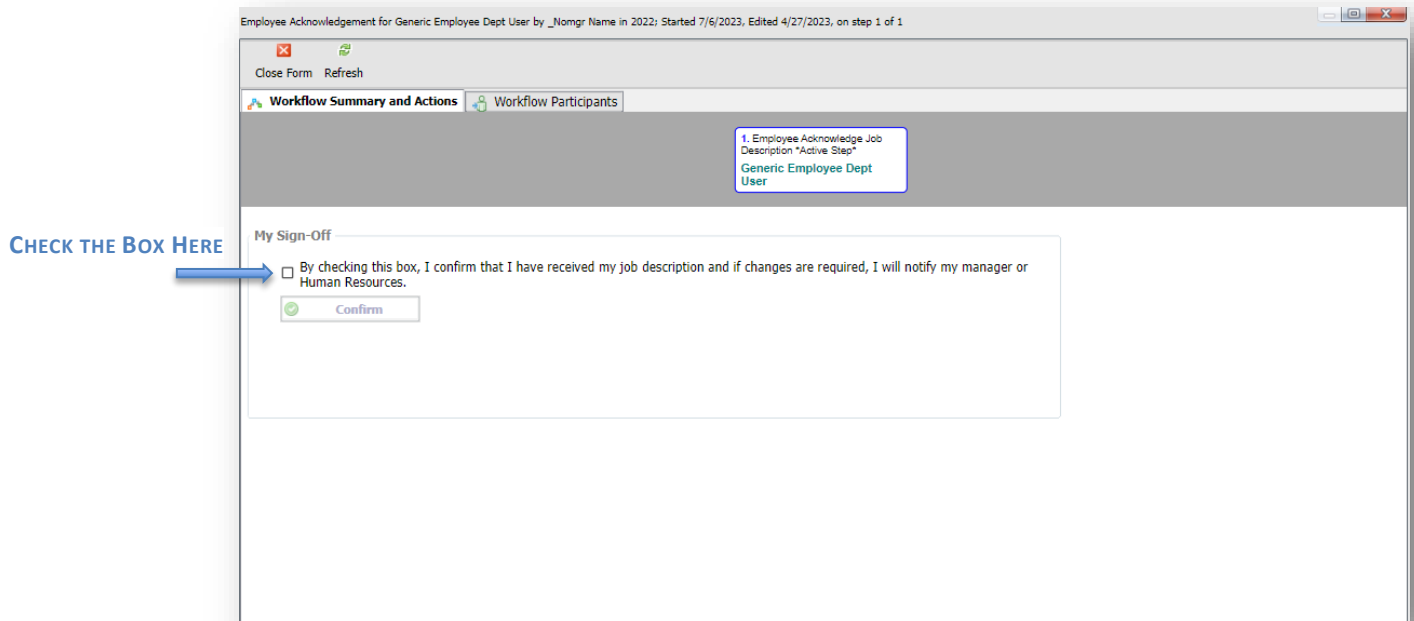 Employee Acknowledgement for Generic Employee Dept User by _Nomgr Name in 2022; Started 7/6/2023, Edited 4/27/2023, on step 1 of 1
Close Form Refresh
Workflow Summary and Actions Workflow Participants
1. Employee Acknowledge Job
Description *Active Step*
Generic Employee Dept
User
CHECK THE BOX HERE
My Sign-Off
By checking this box, I confirm that I have received my job description and if changes are required, I will notify my manager or
Human Resources.
Confirm